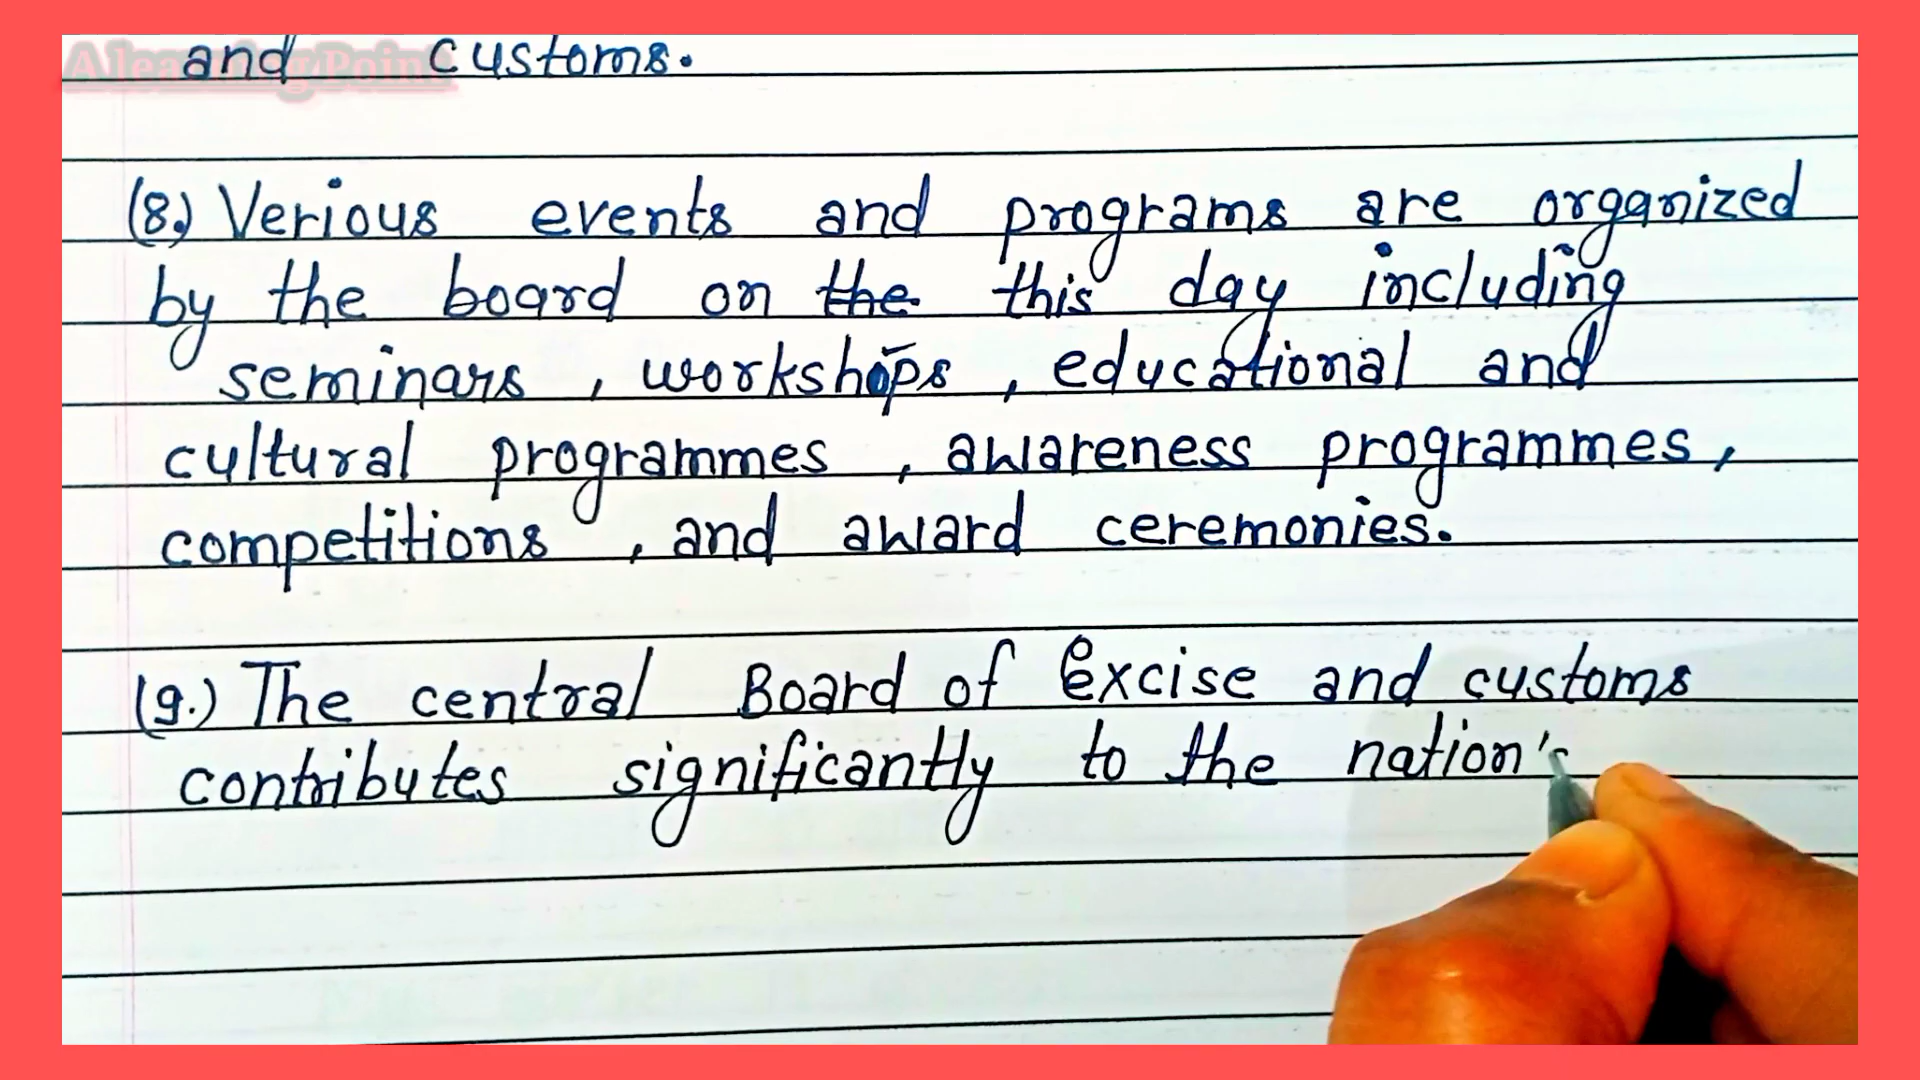 A learning Point
and customs.
(8.) Verious events and programs are organized
by the board on the this day including
seminars, workshops, educational and
cultural programmes, awareness programmes,
competitions, and award ceremonies.
(9.) The central Board of Excise and customs
contributes significantly to the nation's